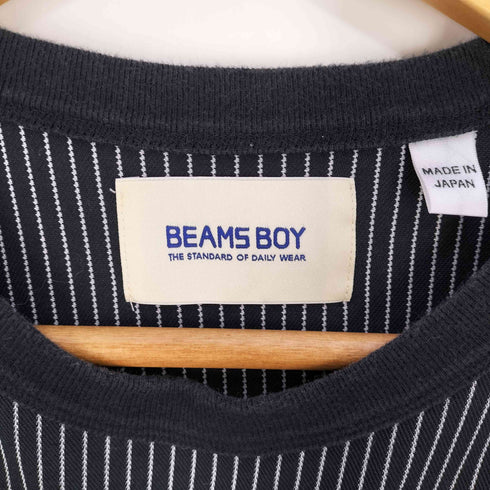 BEAMS BOY
THE STANDARD OF DAILY WEAR
MADE IN
JAPAN